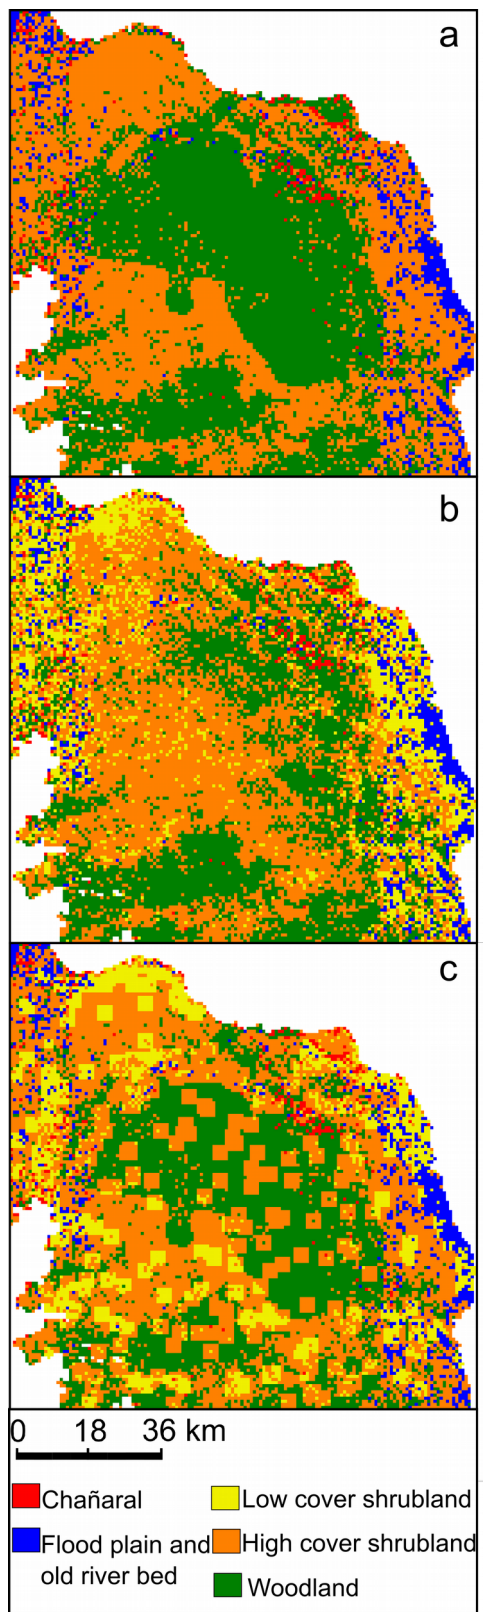 a
b
c
0 18 36 km
Chañaral
Low cover shrubland
Flood plain and
old river bed
High cover shrubland
Woodland